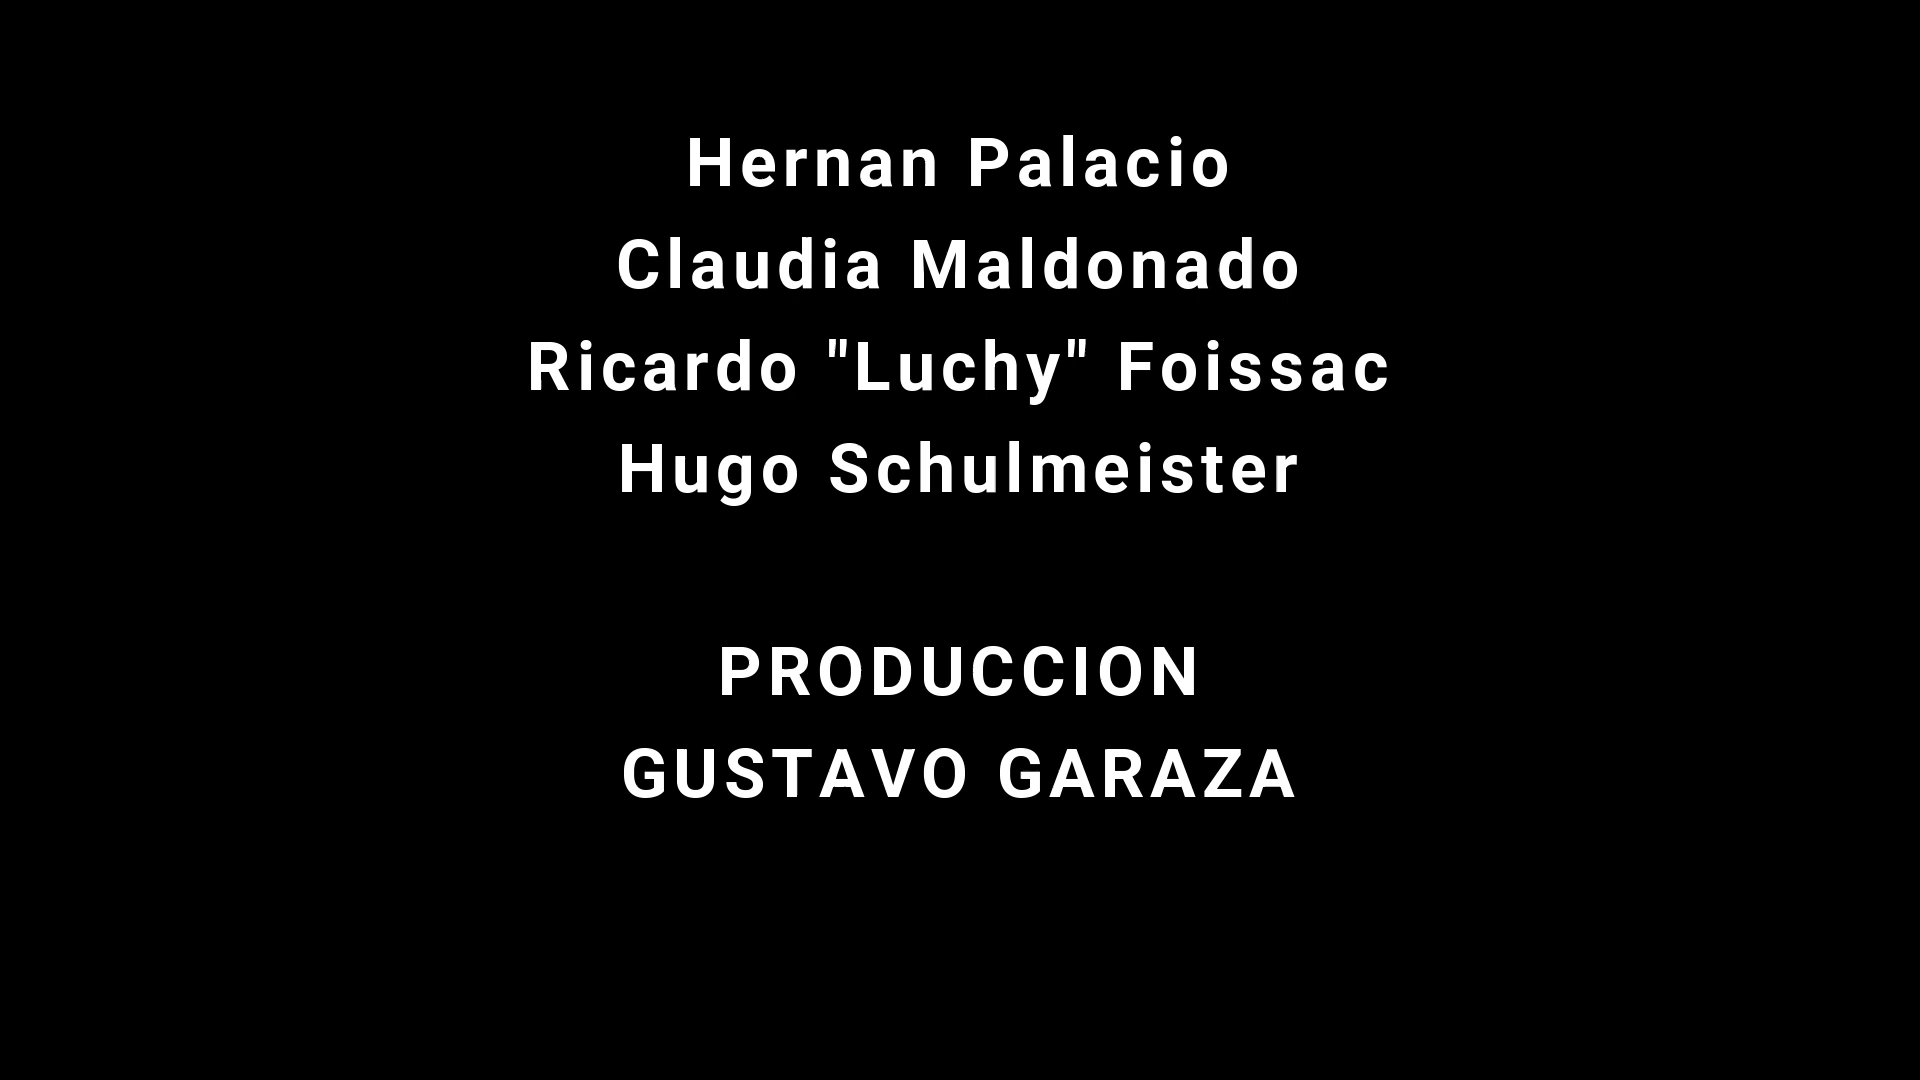 Hernan Palacio
Claudia Maldonado
Ricardo "Luchy" Foissac
Hugo Schulmeister
PRODUCCION
GUSTAVO GARAZA